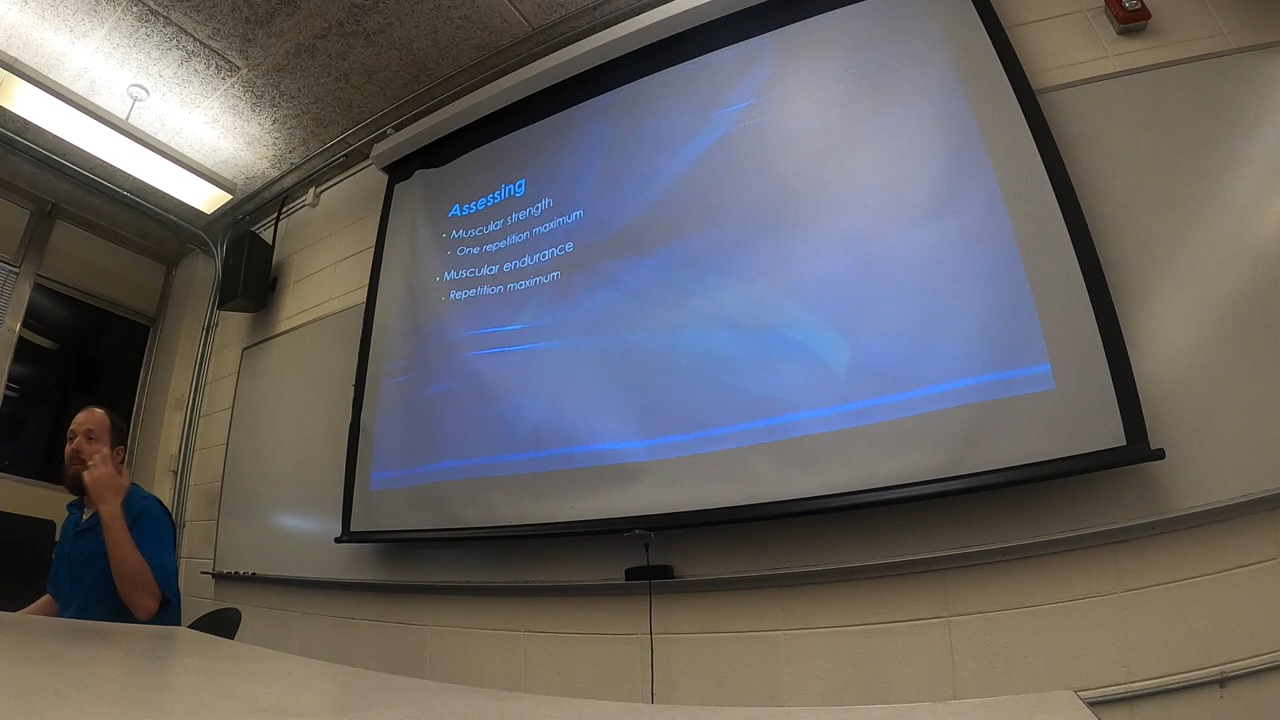 Assessing
• Muscular strength
• One repetition maximum
• Muscular endurance
• Repetition maximum